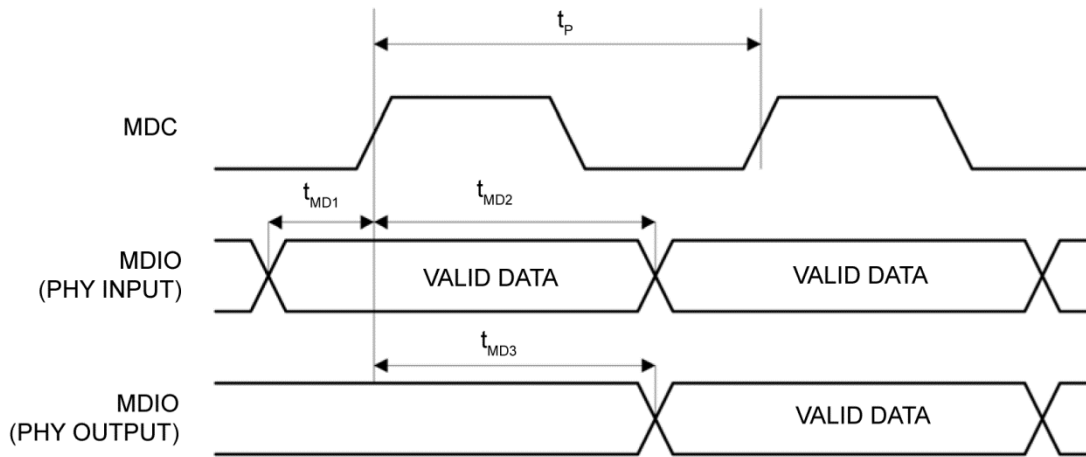 tP
MDC
tMD1
tMD2
MDIO
(PHY INPUT)
VALID DATA
VALID DATA
tMD3
MDIO
(PHY OUTPUT)
VALID DATA